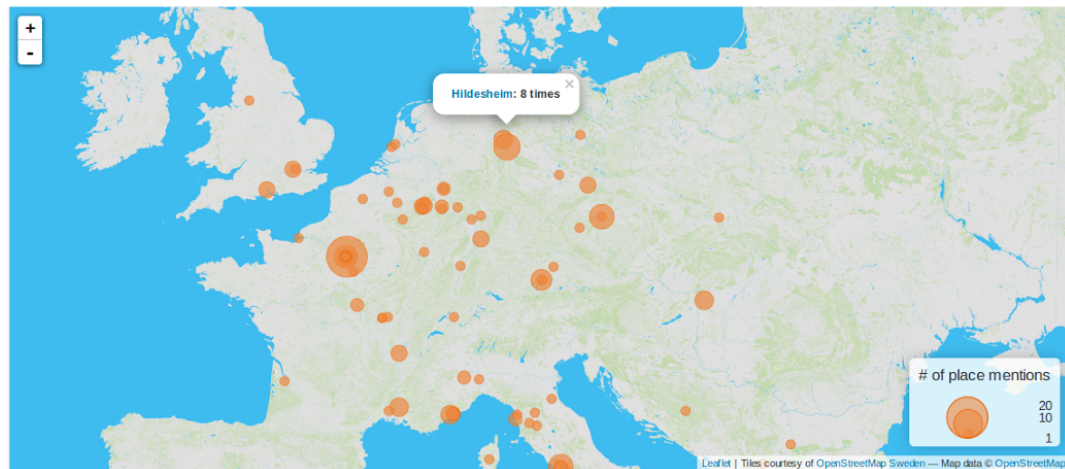 +
-
Hildesheim: 8 times
×
# of place mentions
20
10
1
Leaflet | Tiles courtesy of OpenStreetMap Sweden — Map data © OpenStreetMap